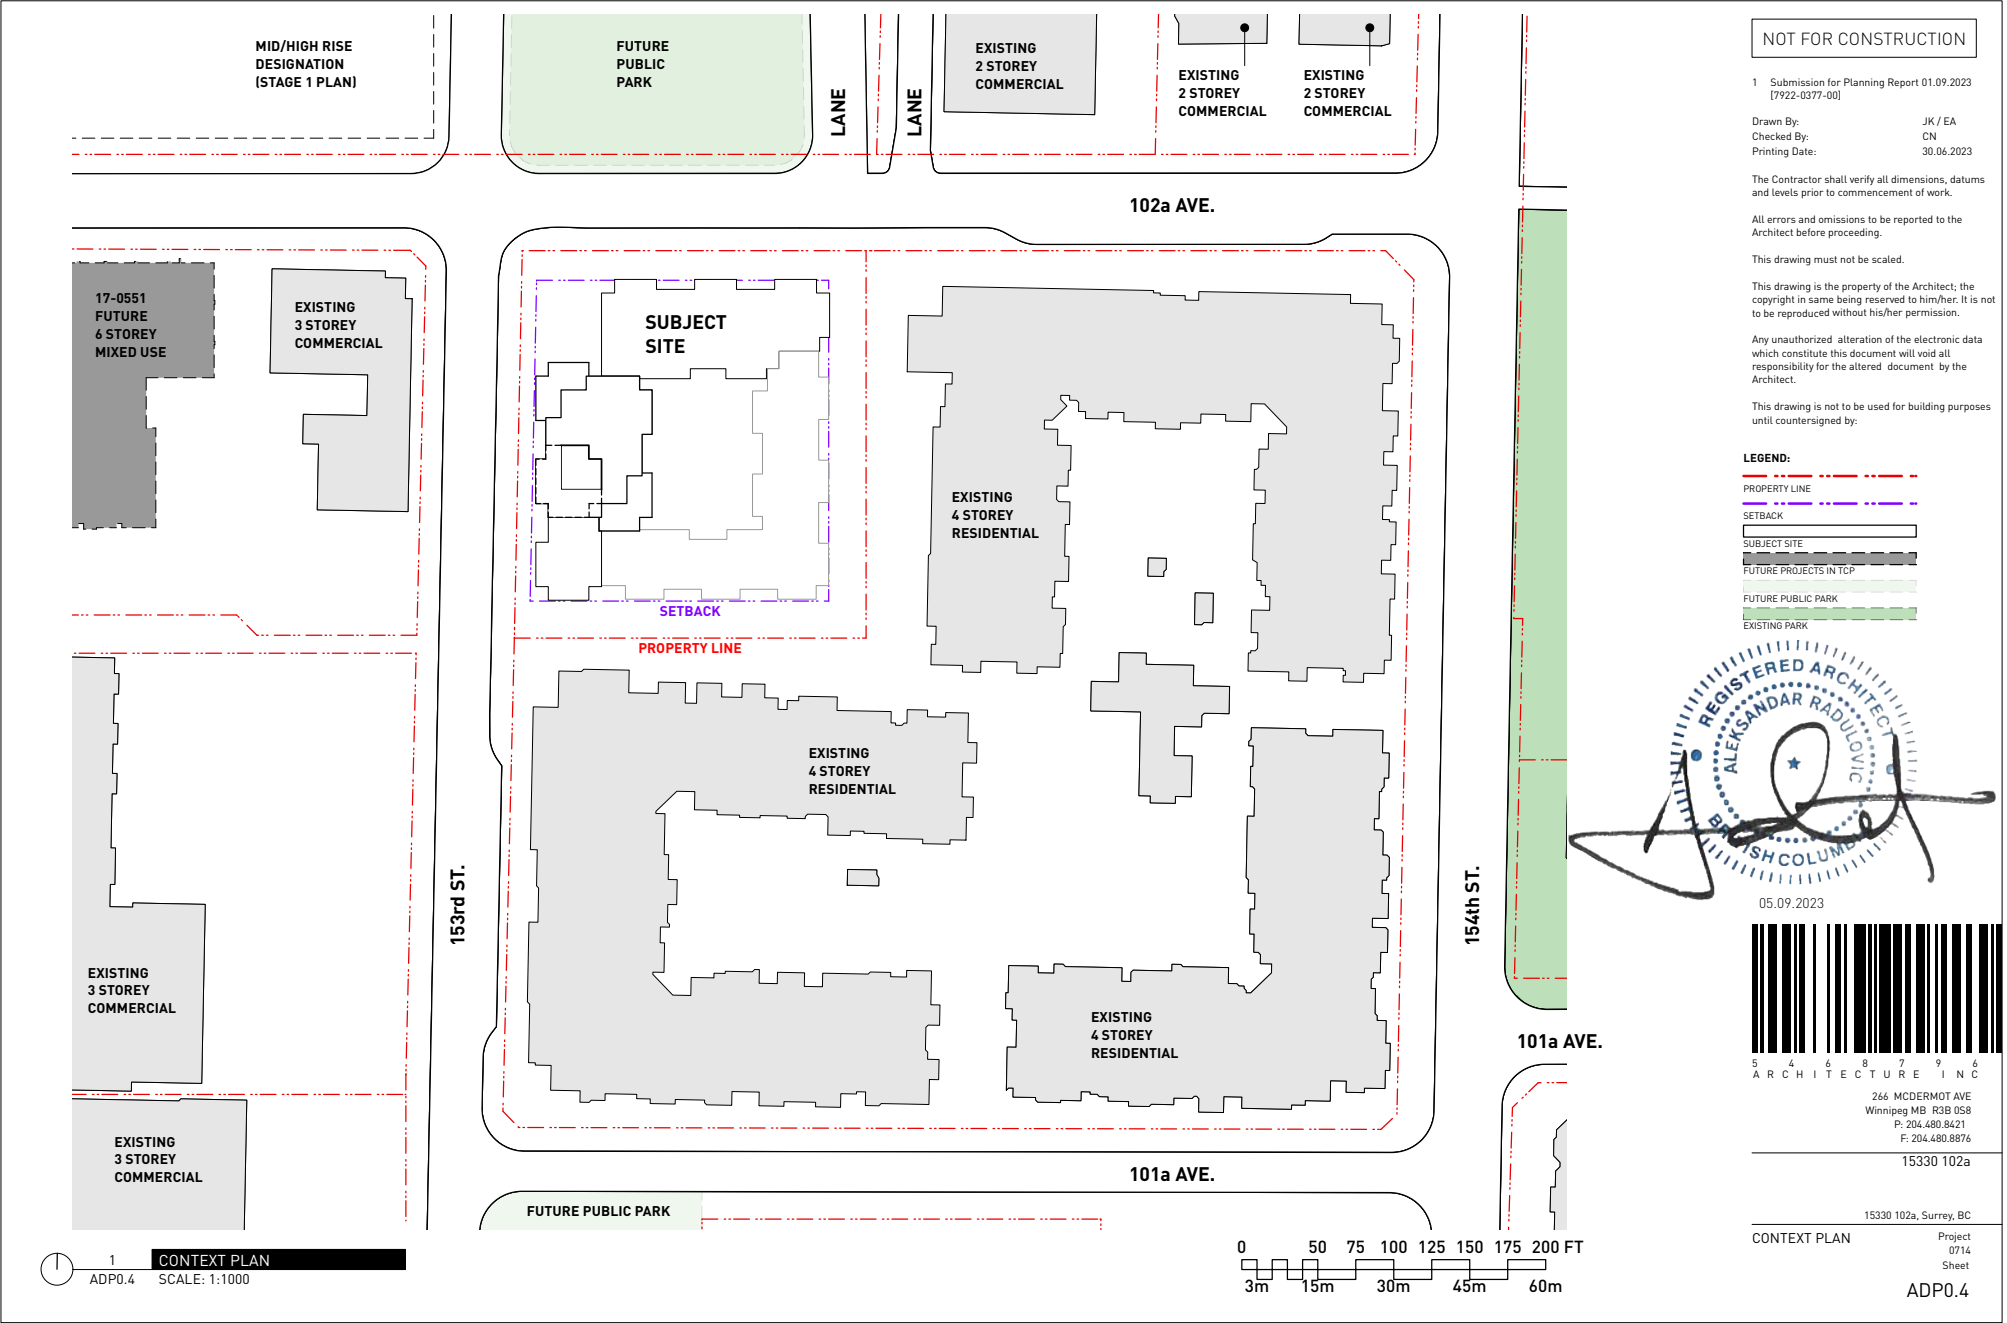 MID/HIGH RISE
DESIGNATION
(STAGE 1 PLAN)
FUTURE
PUBLIC
PARK
LANE
LANE
EXISTING
2 STOREY
COMMERCIAL
EXISTING
2 STOREY
COMMERCIAL
EXISTING
2 STOREY
COMMERCIAL
102a AVE.
17-0551
FUTURE
6 STOREY
MIXED USE
EXISTING
3 STOREY
COMMERCIAL
SUBJECT
SITE
SETBACK
PROPERTY LINE
EXISTING
4 STOREY
RESIDENTIAL
EXISTING
4 STOREY
RESIDENTIAL
EXISTING
4 STOREY
RESIDENTIAL
153rd ST.
154th ST.
EXISTING
3 STOREY
COMMERCIAL
EXISTING
3 STOREY
COMMERCIAL
101a AVE.
101a AVE.
FUTURE PUBLIC PARK
1
CONTEXT PLAN
ADP0.4
SCALE: 1:1000
0 50 75 100 125 150 175 200 FT
3m 15m 30m 45m 60m
NOT FOR CONSTRUCTION
1 Submission for Planning Report 01.09.2023
[7922-0377-00]
Drawn By: JK / EA
Checked By: CN
Printing Date: 30.06.2023
The Contractor shall verify all dimensions, datums
and levels prior to commencement of work.
All errors and omissions to be reported to the
Architect before proceeding.
This drawing must not be scaled.
This drawing is the property of the Architect; the
copyright in same being reserved to him/her. It is not
to be reproduced without his/her permission.
Any unauthorized alteration of the electronic data
which constitute this document will void all
responsibility for the altered document by the
Architect.
This drawing is not to be used for building purposes
until countersigned by:
LEGEND:
PROPERTY LINE
SETBACK
SUBJECT SITE
FUTURE PROJECTS IN TCP
FUTURE PUBLIC PARK
EXISTING PARK
REGISTERED ARCHITECT
ALEKSANDAR RADULOVIC
BRITISH COLUMBIA
05.09.2023
5 4 6 8 7 9 6
ARCHITECTURE INC
266 MCDERMOT AVE
Winnipeg MB R3B 0S8
P: 204.480.8421
F: 204.480.8876
15330 102a
15330 102a, Surrey, BC
CONTEXT PLAN
Project
0714
Sheet
ADP0.4